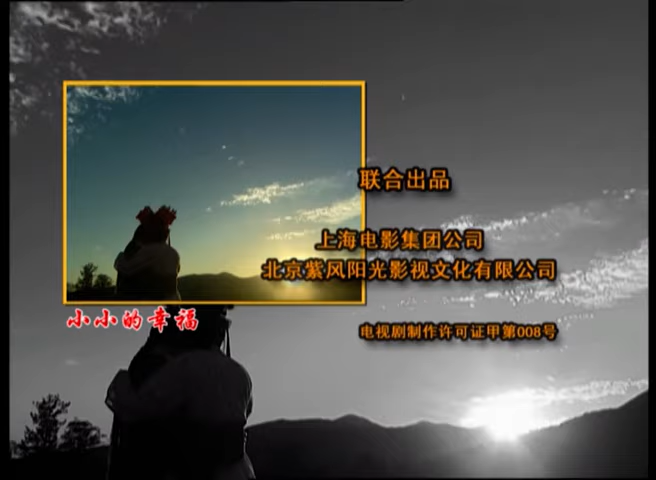 联合出品
上海电影集团公司
北京紫风阳光影视文化有限公司
小小的幸福
电视剧制作许可证甲第008号